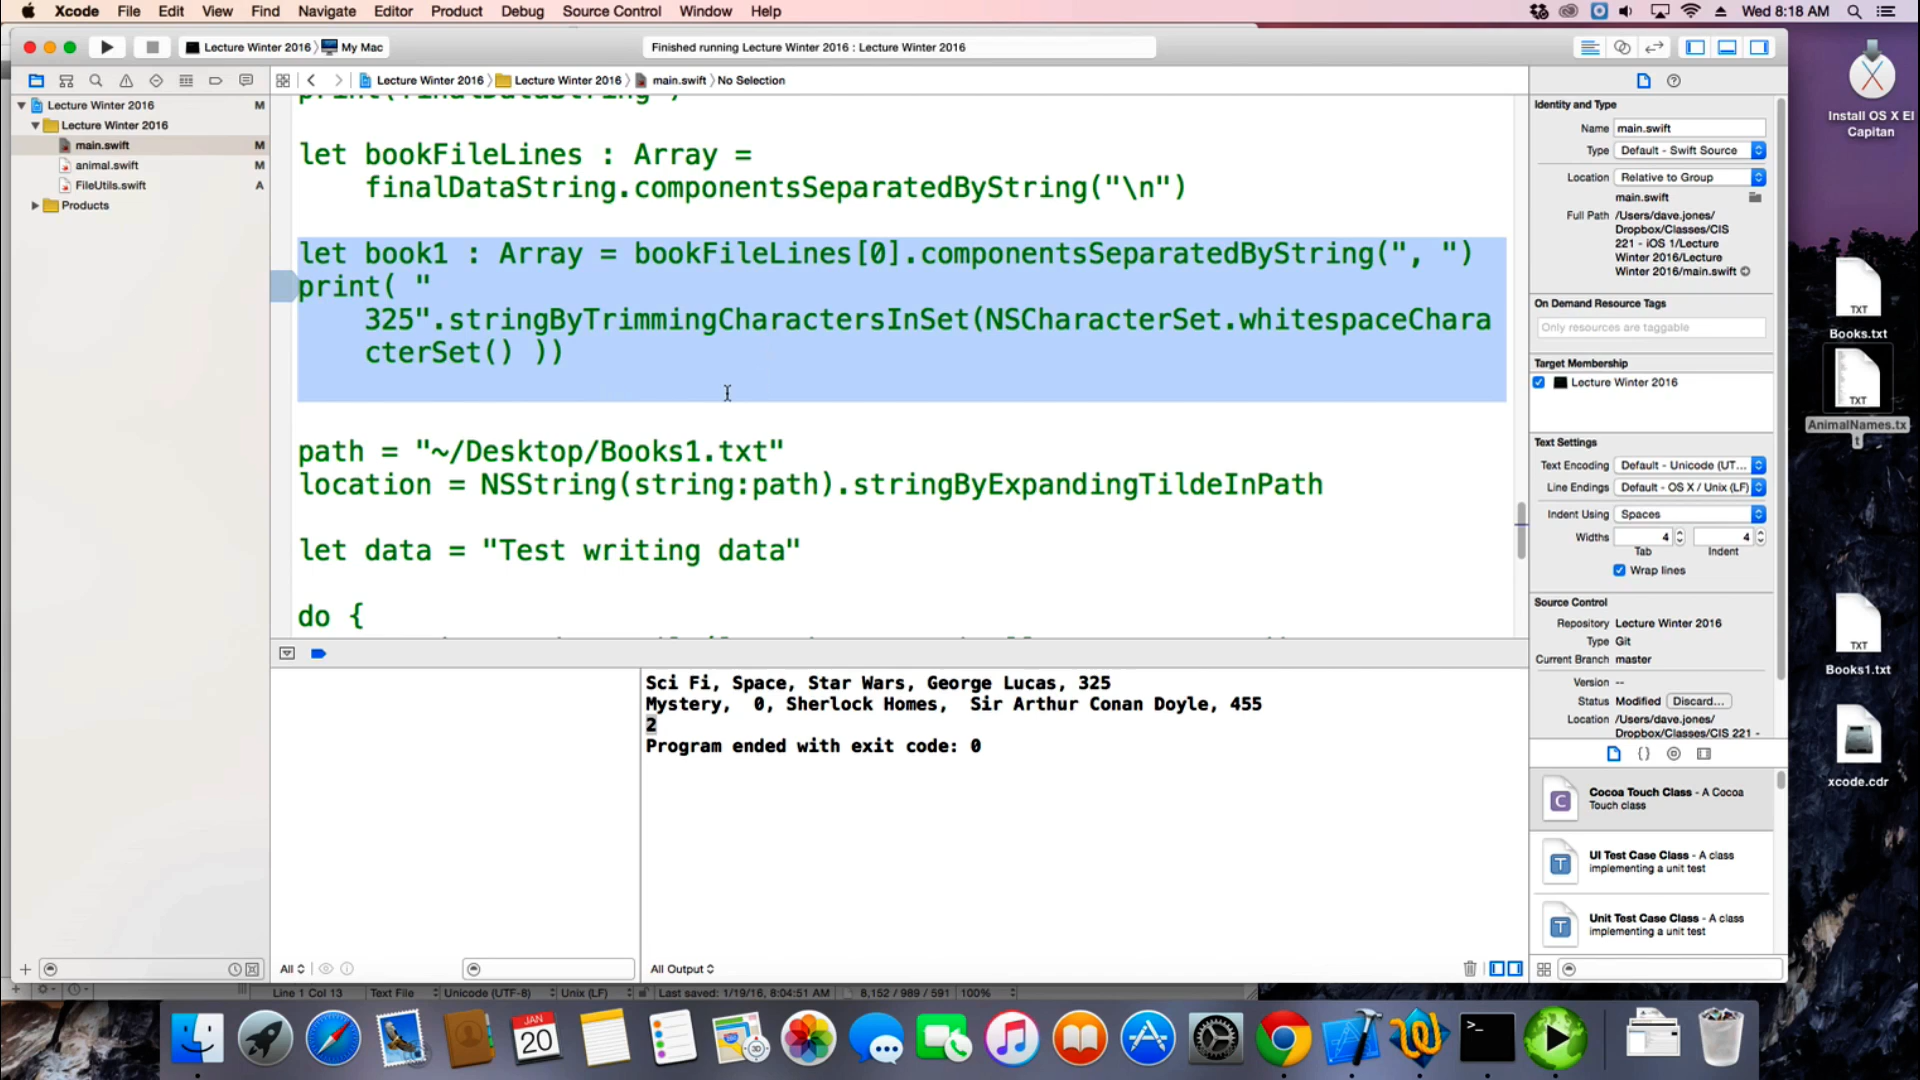 Xcode File Edit View Find Navigate Editor Product Debug Source Control Window Help
Wed 8:18 AM
Lecture Winter 2016 My Mac
Finished running Lecture Winter 2016 : Lecture Winter 2016
Lecture Winter 2016 Lecture Winter 2016 main.swift No Selection
Lecture Winter 2016 M
Lecture Winter 2016
main.swift M
animal.swift M
FileUtils.swift A
Products
print(finalDataString )
let bookFileLines : Array =
finalDataString.componentsSeparatedByString("\n")
let book1 : Array = bookFileLines[0].componentsSeparatedByString(", ")
print( "
325".stringByTrimmingCharactersInSet(NSCharacterSet.whitespaceChara
cterSet() ))
path = "~/Desktop/Books1.txt"
location = NSString(string:path).stringByExpandingTildeInPath
let data = "Test writing data"
do {
Sci Fi, Space, Star Wars, George Lucas, 325
Mystery,  0, Sherlock Homes,  Sir Arthur Conan Doyle, 455
2
Program ended with exit code: 0
All
All Output
Identity and Type
Name main.swift
Type Default - Swift Source
Location Relative to Group
main.swift
Full Path /Users/dave.jones/
Dropbox/Classes/CIS
221 - iOS 1/Lecture
Winter 2016/Lecture
Winter 2016/main.swift
On Demand Resource Tags
Only resources are taggable
Target Membership
Lecture Winter 2016
Text Settings
Text Encoding Default - Unicode (UT...
Line Endings Default - OS X / Unix (LF)
Indent Using Spaces
Widths 4 4
Tab Indent
Wrap lines
Source Control
Repository Lecture Winter 2016
Type Git
Current Branch master
Version --
Status Modified Discard...
Location /Users/dave.jones/
Dropbox/Classes/CIS 221 -
Cocoa Touch Class - A Cocoa
Touch class
UI Test Case Class - A class
implementing a unit test
Unit Test Case Class - A class
implementing a unit test
Install OS X El
Capitan
TXT
Books.txt
TXT
AnimalNames.tx
t
TXT
Books1.txt
xcode.cdr
Line 1 Col 13 Text File Unicode (UTF-8) Unix (LF) Last saved: 1/19/16, 8:04:51 AM 8,152 / 989 / 591 100%
JAN
20